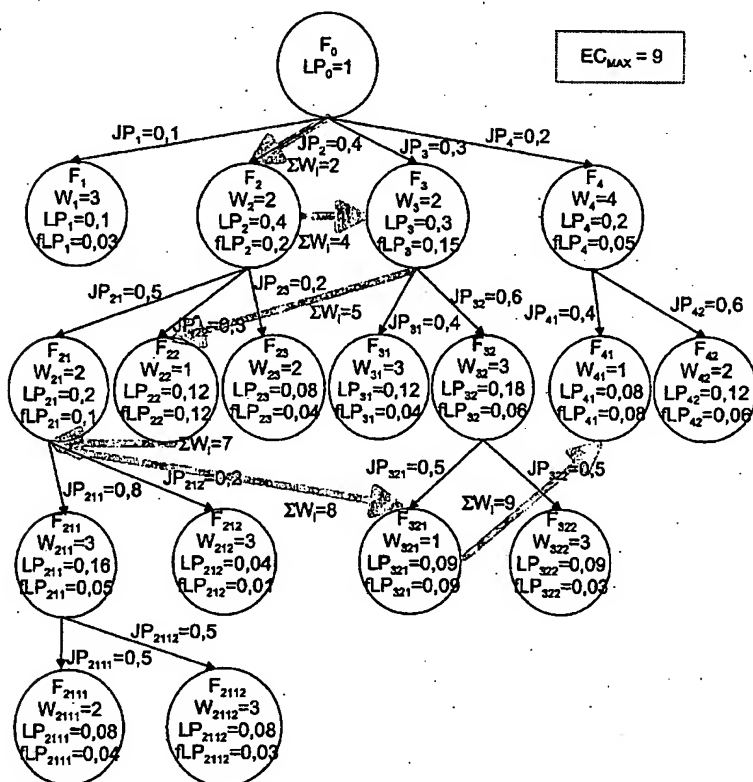 F₀
LP₀=1
EC_MAX = 9
JP₁=0,1
JP₂=0,4
JP₃=0,3
JP₄=0,2
ΣWᵢ=2
F₁
W₁=3
LP₁=0,1
fLP₁=0,03
F₂
W₂=2
LP₂=0,4
fLP₂=0,2
ΣWᵢ=4
F₃
W₃=2
LP₃=0,3
fLP₃=0,15
F₄
W₄=4
LP₄=0,2
fLP₄=0,05
JP₂₁=0,5
JP₂₂=0,3
JP₂₃=0,2
ΣWᵢ=5
JP₃₁=0,4
JP₃₂=0,6
JP₄₁=0,4
JP₄₂=0,6
F₂₁
W₂₁=2
LP₂₁=0,2
fLP₂₁=0,1
F₂₂
W₂₂=1
LP₂₂=0,12
fLP₂₂=0,12
F₂₃
W₂₃=2
LP₂₃=0,08
fLP₂₃=0,04
F₃₁
W₃₁=3
LP₃₁=0,12
fLP₃₁=0,04
F₃₂
W₃₂=3
LP₃₂=0,18
fLP₃₂=0,06
F₄₁
W₄₁=1
LP₄₁=0,08
fLP₄₁=0,08
F₄₂
W₄₂=2
LP₄₂=0,12
fLP₄₂=0,06
ΣWᵢ=7
JP₂₁₁=0,8
JP₂₁₂=0,2
ΣWᵢ=8
JP₃₂₁=0,5
JP₃₂₂=0,5
ΣWᵢ=9
F₂₁₁
W₂₁₁=3
LP₂₁₁=0,16
fLP₂₁₁=0,05
F₂₁₂
W₂₁₂=3
LP₂₁₂=0,04
fLP₂₁₂=0,01
F₃₂₁
W₃₂₁=1
LP₃₂₁=0,09
fLP₃₂₁=0,09
F₃₂₂
W₃₂₂=3
LP₃₂₂=0,09
fLP₃₂₂=0,03
JP₂₁₁₁=0,5
JP₂₁₁₂=0,5
F₂₁₁₁
W₂₁₁₁=2
LP₂₁₁₁=0,08
fLP₂₁₁₁=0,04
F₂₁₁₂
W₂₁₁₂=3
LP₂₁₁₂=0,08
fLP₂₁₁₂=0,03